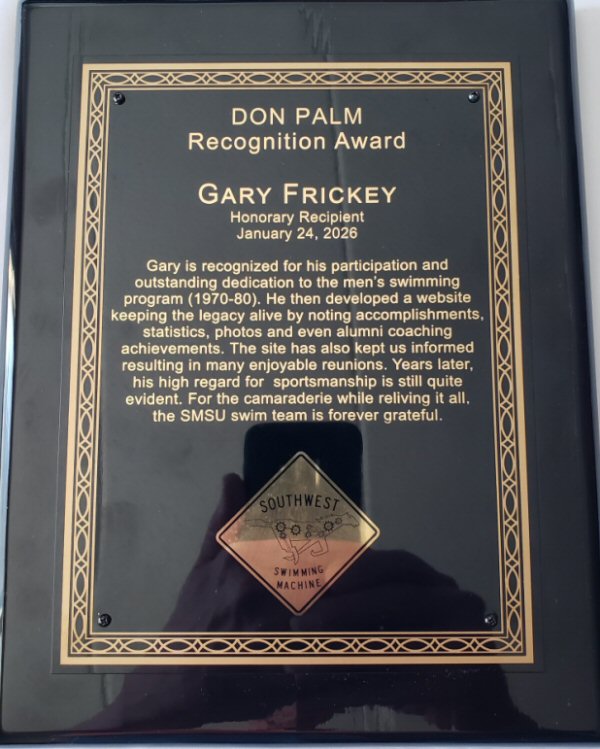 DON PALM
Recognition Award
GARY FRICKEY
Honorary Recipient
January 24, 2026
Gary is recognized for his participation and
outstanding dedication to the men's swimming
program (1970-80). He then developed a website
keeping the legacy alive by noting accomplishments,
statistics, photos and even alumni coaching
achievements. The site has also kept us informed
resulting in many enjoyable reunions. Years later,
his high regard for sportsmanship is still quite
evident. For the camaraderie while reliving it all,
the SMSU swim team is forever grateful.
SOUTHWEST
SWIMMING
MACHINE